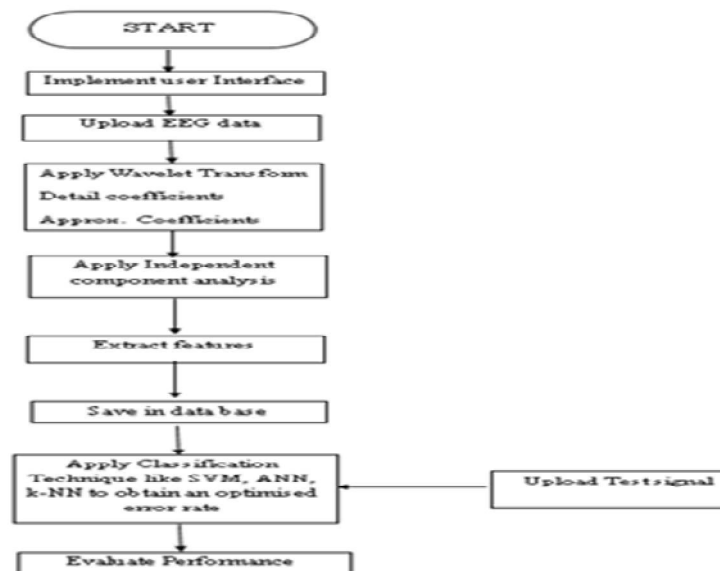 START
Implement user Interface
Upload EEG data
Apply Wavelet Transform
Detail coefficients
Approx. Coefficients
Apply Independent
component analysis
Extract features
Save in data base
Apply Classification
Technique like SVM, ANN,
k-NN to obtain an optimised
error rate
Upload Test signal
Evaluate Performance